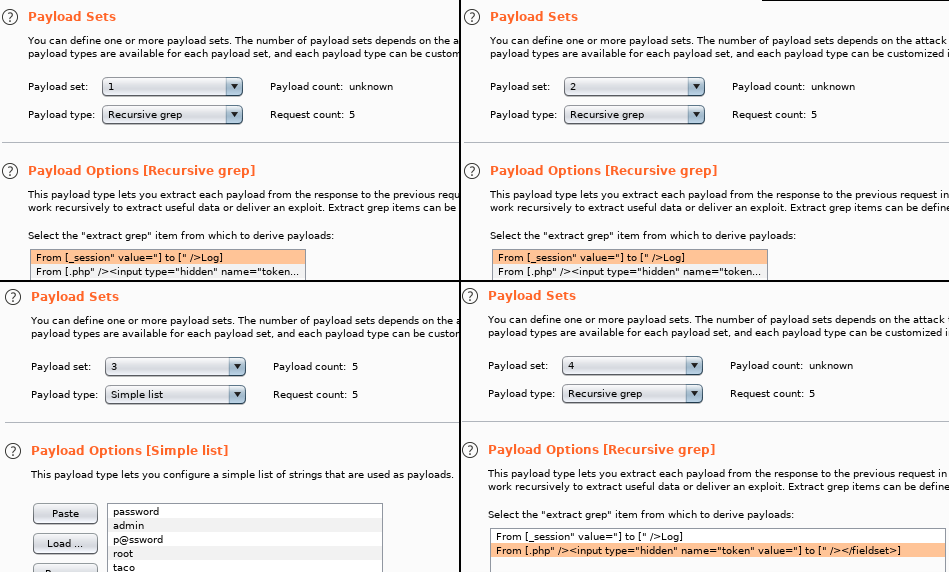 Payload Sets
You can define one or more payload sets. The number of payload sets depends on the a
payload types are available for each payload set, and each payload type can be custom
Payload set: 1 Payload count: unknown
Payload type: Recursive grep Request count: 5
Payload Options [Recursive grep]
This payload type lets you extract each payload from the response to the previous requ
work recursively to extract useful data or deliver an exploit. Extract grep items can be
Select the "extract grep" item from which to derive payloads:
From [_session" value="] to [" />Log]
From [.php" /><input type="hidden" name="token...
Payload Sets
You can define one or more payload sets. The number of payload sets depends on the attack
payload types are available for each payload set, and each payload type can be customized i
Payload set: 2 Payload count: unknown
Payload type: Recursive grep Request count: 5
Payload Options [Recursive grep]
This payload type lets you extract each payload from the response to the previous request in
work recursively to extract useful data or deliver an exploit. Extract grep items can be define
Select the "extract grep" item from which to derive payloads:
From [_session" value="] to [" />Log]
From [.php" /><input type="hidden" name="token...
Payload Sets
You can define one or more payload sets. The number of payload sets depends on the a
payload types are available for each payload set, and each payload type can be custor
Payload set: 3 Payload count: 5
Payload type: Simple list Request count: 5
Payload Options [Simple list]
This payload type lets you configure a simple list of strings that are used as payloads.
Paste
Load ...
password
admin
p@ssword
root
taco
Payload Sets
You can define one or more payload sets. The number of payload sets depends on the attack
payload types are available for each payload set, and each payload type can be customized i
Payload set: 4 Payload count: unknown
Payload type: Recursive grep Request count: 5
Payload Options [Recursive grep]
This payload type lets you extract each payload from the response to the previous request in
work recursively to extract useful data or deliver an exploit. Extract grep items can be define
Select the "extract grep" item from which to derive payloads:
From [_session" value="] to [" />Log]
From [.php" /><input type="hidden" name="token" value="] to [" /></fieldset>]